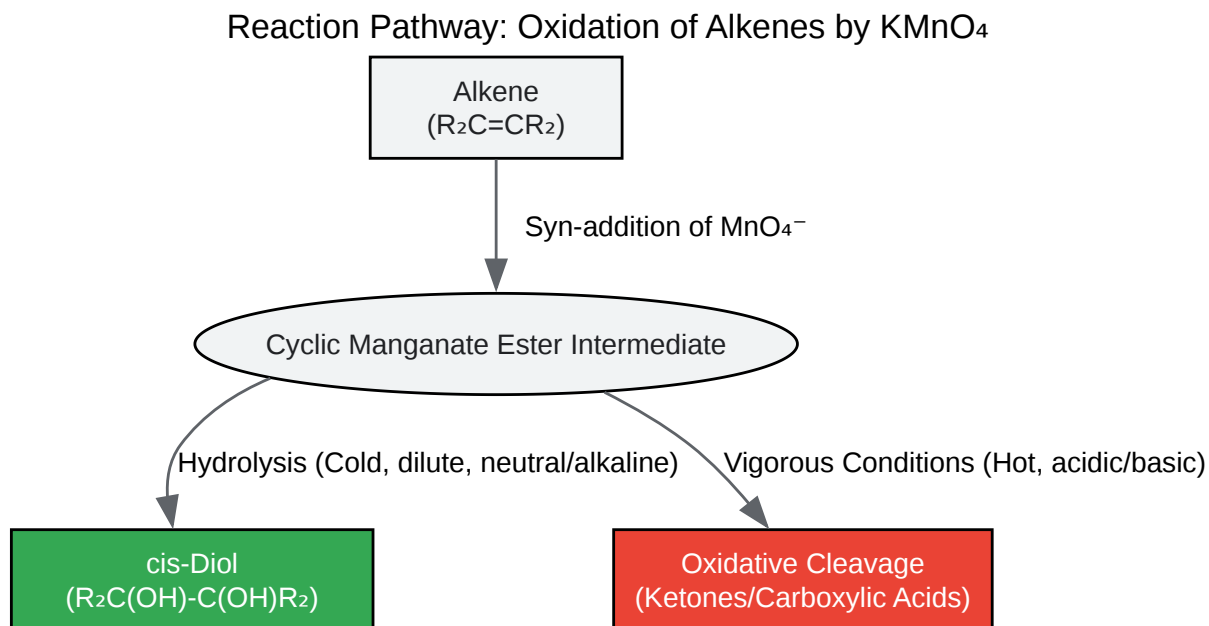 Reaction Pathway: Oxidation of Alkenes by KMnO₄
Alkene
(R₂C=CR₂)
Syn-addition of MnO₄⁻
Cyclic Manganate Ester Intermediate
Hydrolysis (Cold, dilute, neutral/alkaline)
Vigorous Conditions (Hot, acidic/basic)
cis-Diol
(R₂C(OH)-C(OH)R₂)
Oxidative Cleavage
(Ketones/Carboxylic Acids)